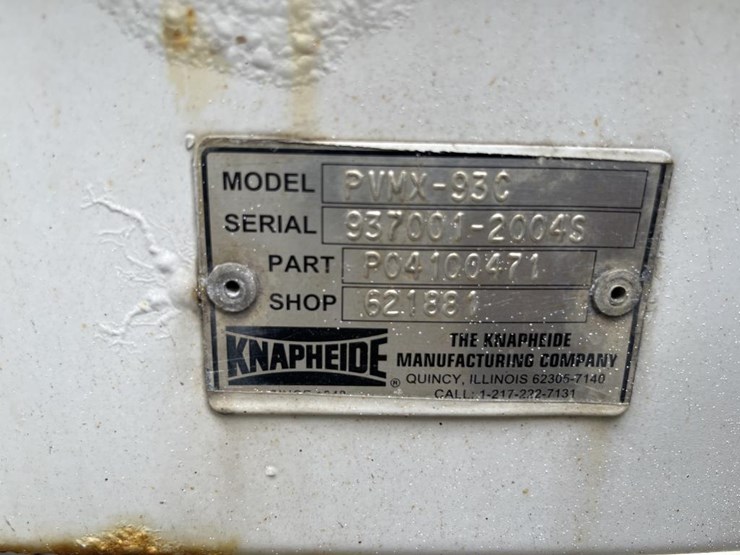 MODEL PVMX-93C
SERIAL 937001-2004S
PART P04100471
SHOP 621881
KNAPHEIDE ®
THE KNAPHEIDE
MANUFACTURING COMPANY
QUINCY, ILLINOIS 62305-7140
CALL: 1-217-222-7131